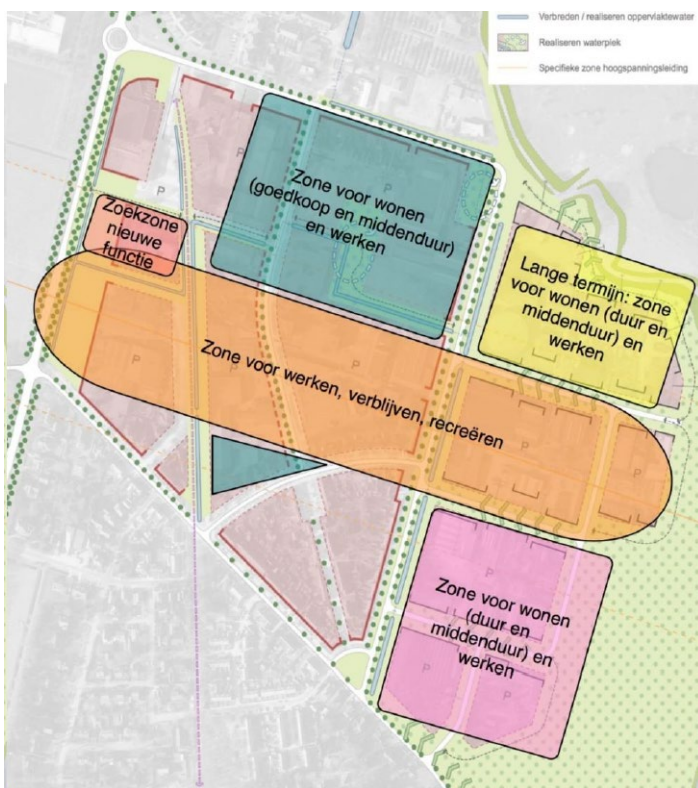 Verbreden / realiseren oppervlaktewater
Realiseren waterpiek
Specifieke zone hoogspanningsleiding
P
P
Zone voor wonen
(goedkoop en middenduur)
en werken
Zoekzone
nieuwe
functie
Lange termijn: zone
voor wonen (duur en
middenduur) en
werken
P
P
P
Zone voor werken, verblijven, recreëren
P
P
P
Zone voor wonen
(duur en
middenduur) en
werken
P
P